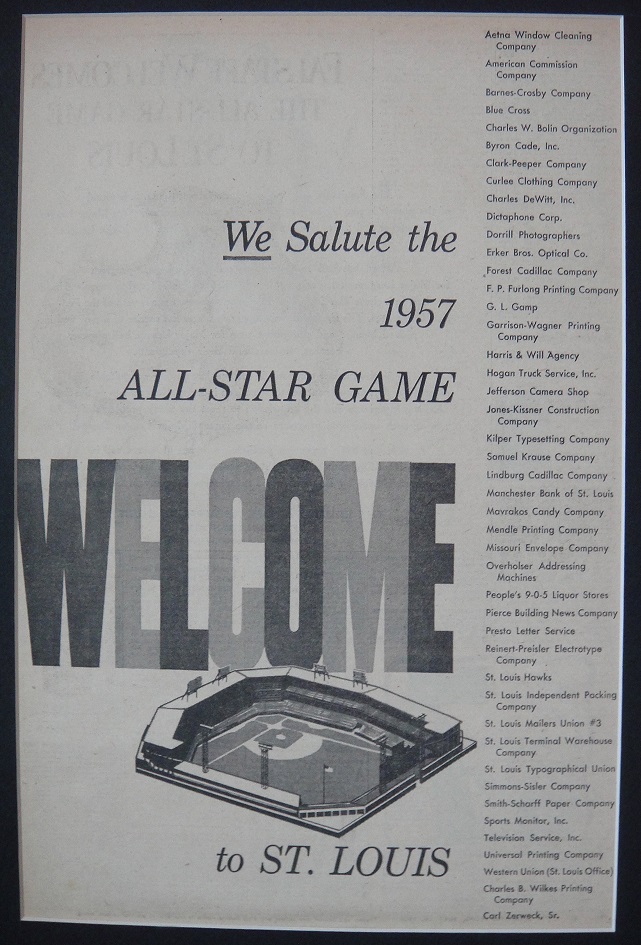 We Salute the
1957
ALL-STAR GAME
WELCOME
to ST. LOUIS
Aetna Window Cleaning
Company
American Commission
Company
Barnes-Crosby Company
Blue Cross
Charles W. Bolin Organization
Byron Cade, Inc.
Clark-Peeper Company
Curlee Clothing Company
Charles DeWitt, Inc.
Dictaphone Corp.
Dorrill Photographers
Erker Bros. Optical Co.
Forest Cadillac Company
F. P. Furlong Printing Company
G. L. Gamp
Garrison-Wagner Printing
Company
Harris & Will Agency
Hogan Truck Service, Inc.
Jefferson Camera Shop
Jones-Kissner Construction
Company
Kilper Typesetting Company
Samuel Krause Company
Lindburg Cadillac Company
Manchester Bank of St. Louis
Mavrakos Candy Company
Mendle Printing Company
Missouri Envelope Company
Overholser Addressing
Machines
People's 9-0-5 Liquor Stores
Pierce Building News Company
Presto Letter Service
Reinert-Preisler Electrotype
Company
St. Louis Hawks
St. Louis Independent Packing
Company
St. Louis Mailers Union #3
St. Louis Terminal Warehouse
Company
St. Louis Typographical Union
Simmons-Sisler Company
Smith-Scharff Paper Company
Sports Monitor, Inc.
Television Service, Inc.
Universal Printing Company
Western Union (St. Louis Office)
Charles B. Wilkes Printing
Company
Carl Zerweck, Sr.